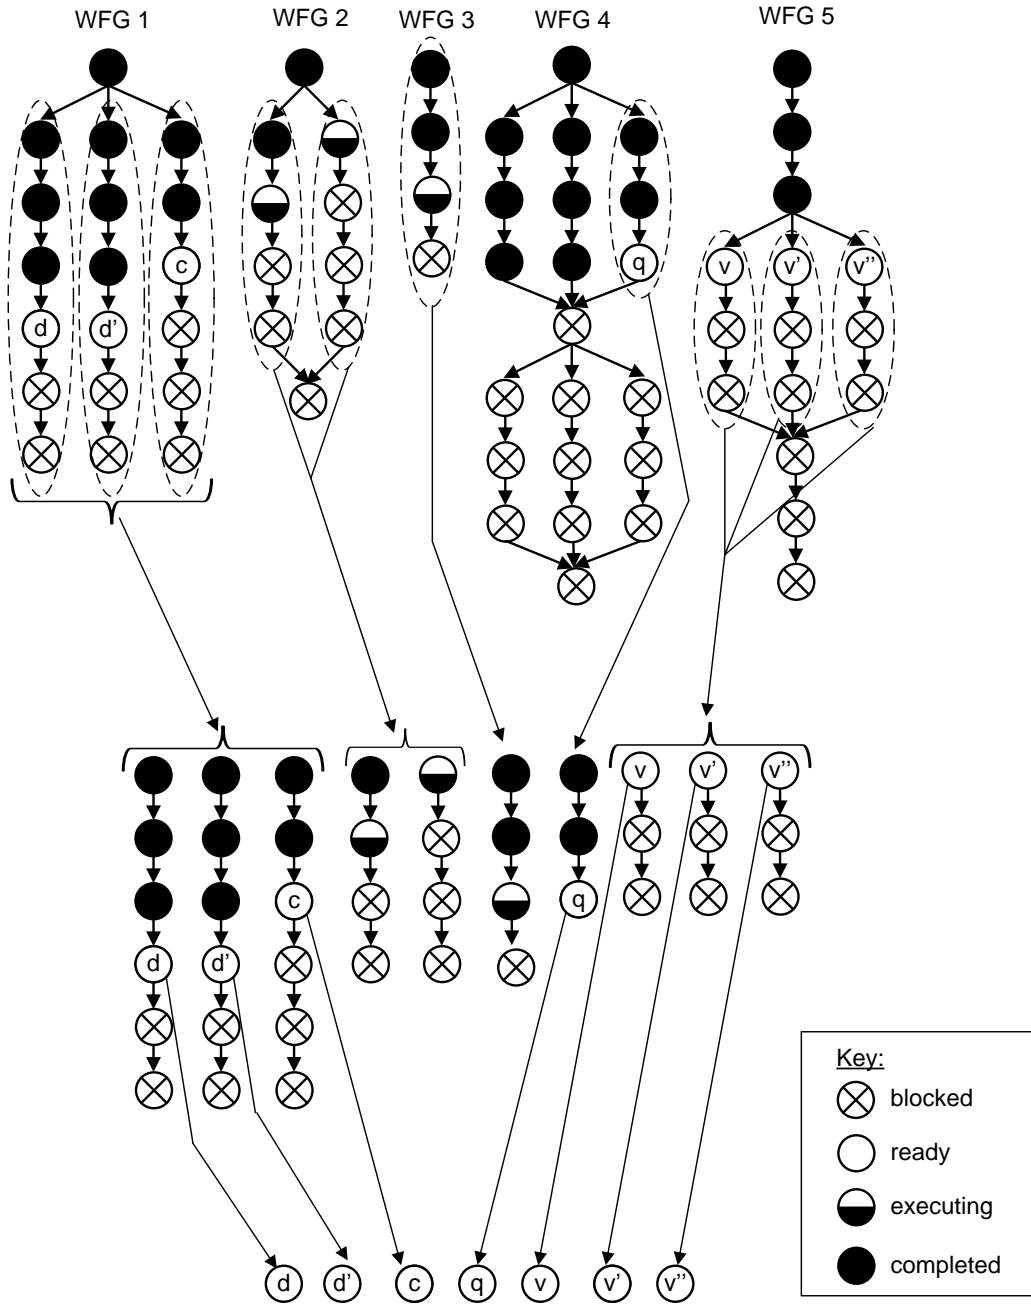 WFG 1 WFG 2 WFG 3 WFG 4 WFG 5
c q v v' v''
d d'
v v' v''
c q
d d'
Key:
blocked
ready
executing
completed
d d' c q v v' v''